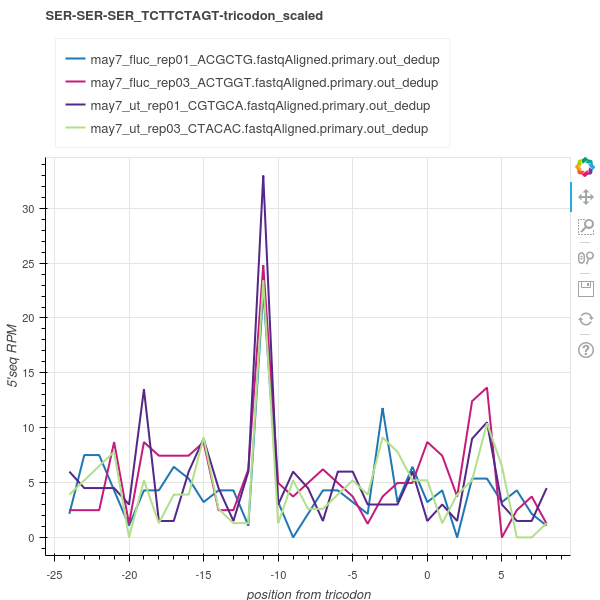 SER-SER-SER_TCTTCTAGT-tricodon_scaled
may7_fluc_rep01_ACGCTG.fastqAligned.primary.out_dedup
may7_fluc_rep03_ACTGGT.fastqAligned.primary.out_dedup
may7_ut_rep01_CGTGCA.fastqAligned.primary.out_dedup
may7_ut_rep03_CTACAC.fastqAligned.primary.out_dedup
30
25
20
15
10
5
0
5'seq RPM
-25 -20 -15 -10 -5 0 5
position from tricodon